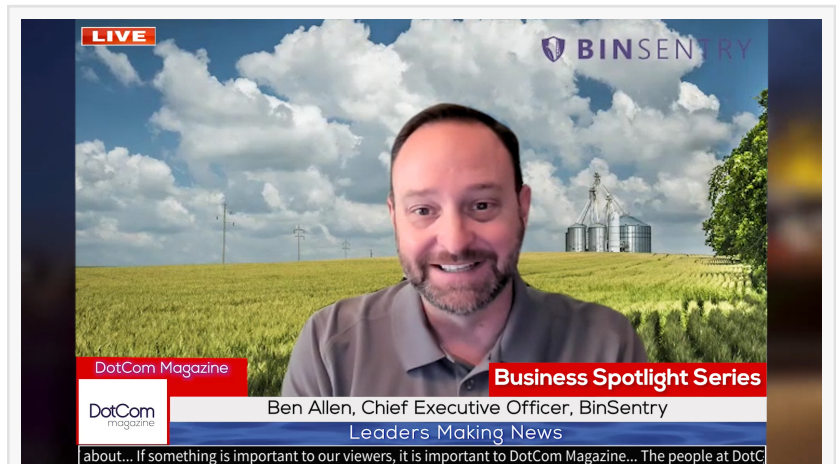 LIVE
BINSENTRY
DotCom Magazine
Business Spotlight Series
DotCom
magazine
Ben Allen, Chief Executive Officer, BinSentry
Leaders Making News
about... If something is important to our viewers, it is important to DotCom Magazine... The people at DotC